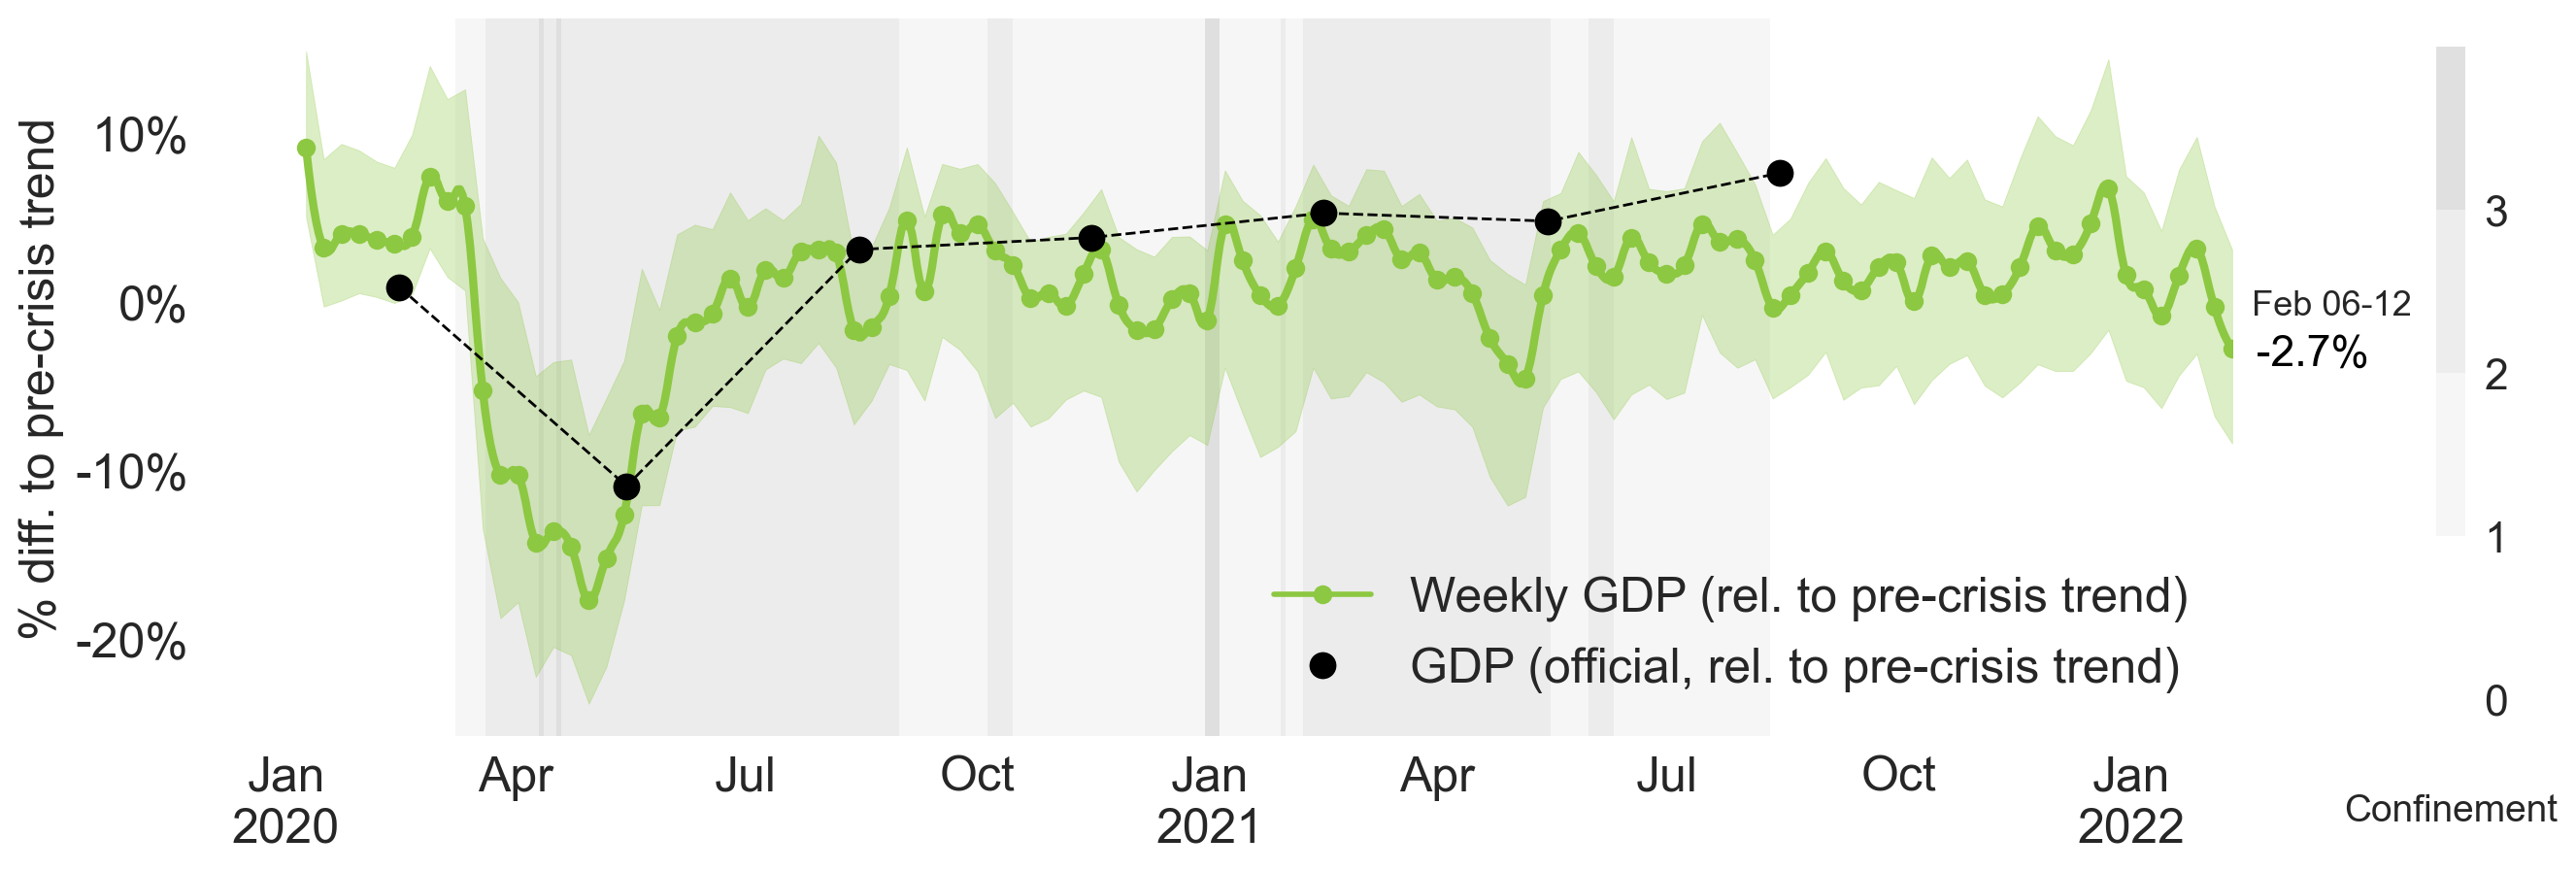 % diff. to pre-crisis trend
10%
0%
-10%
-20%
Jan
2020
Apr
Jul
Oct
Jan
2021
Apr
Jul
Oct
Jan
2022
Weekly GDP (rel. to pre-crisis trend)
GDP (official, rel. to pre-crisis trend)
Feb 06-12
-2.7%
3
2
1
0
Confinement